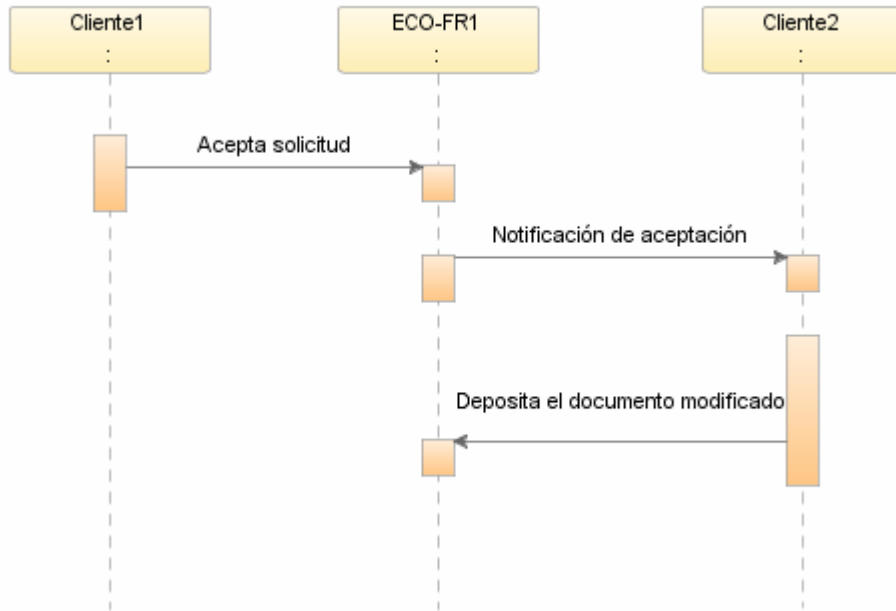 Cliente1
:
ECO-FR1
:
Cliente2
:
Acepta solicitud
Notificación de aceptación
Deposita el documento modificado